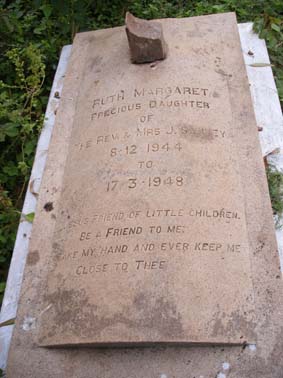 RUTH MARGARET
PRECIOUS DAUGHTER
OF
THE REV. & MRS J.
8-12 1944
TO
17-3-1948
JESUS FRIEND OF LITTLE CHILDREN.
BE A FRIEND TO ME:
TAKE MY HAND AND EVER KEEP ME
CLOSE TO THEE